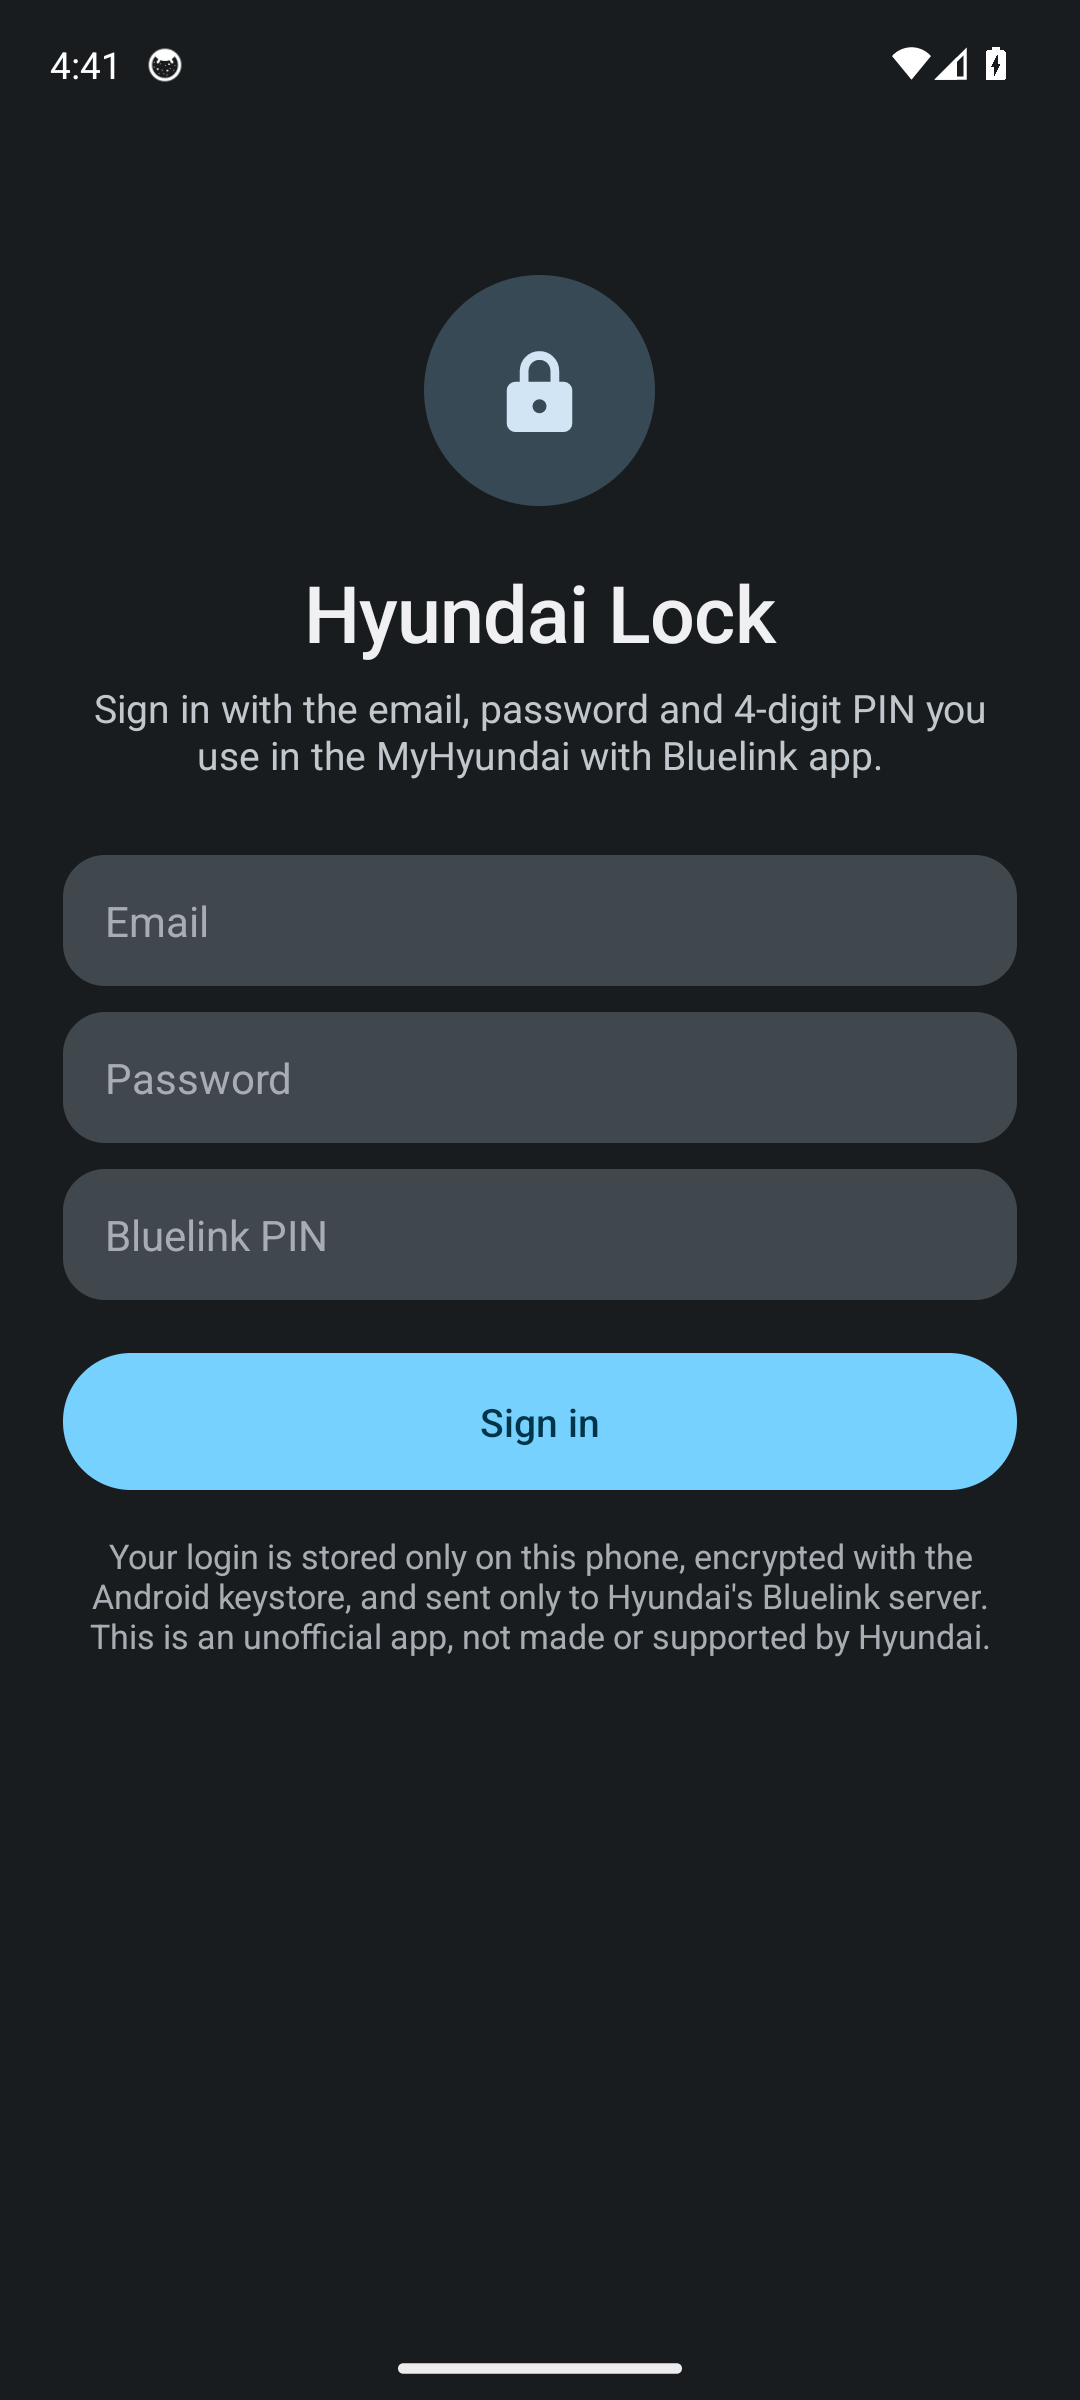 4:41
Hyundai Lock
Sign in with the email, password and 4-digit PIN you
use in the MyHyundai with Bluelink app.
Email
Password
Bluelink PIN
Sign in
Your login is stored only on this phone, encrypted with the
Android keystore, and sent only to Hyundai's Bluelink server.
This is an unofficial app, not made or supported by Hyundai.